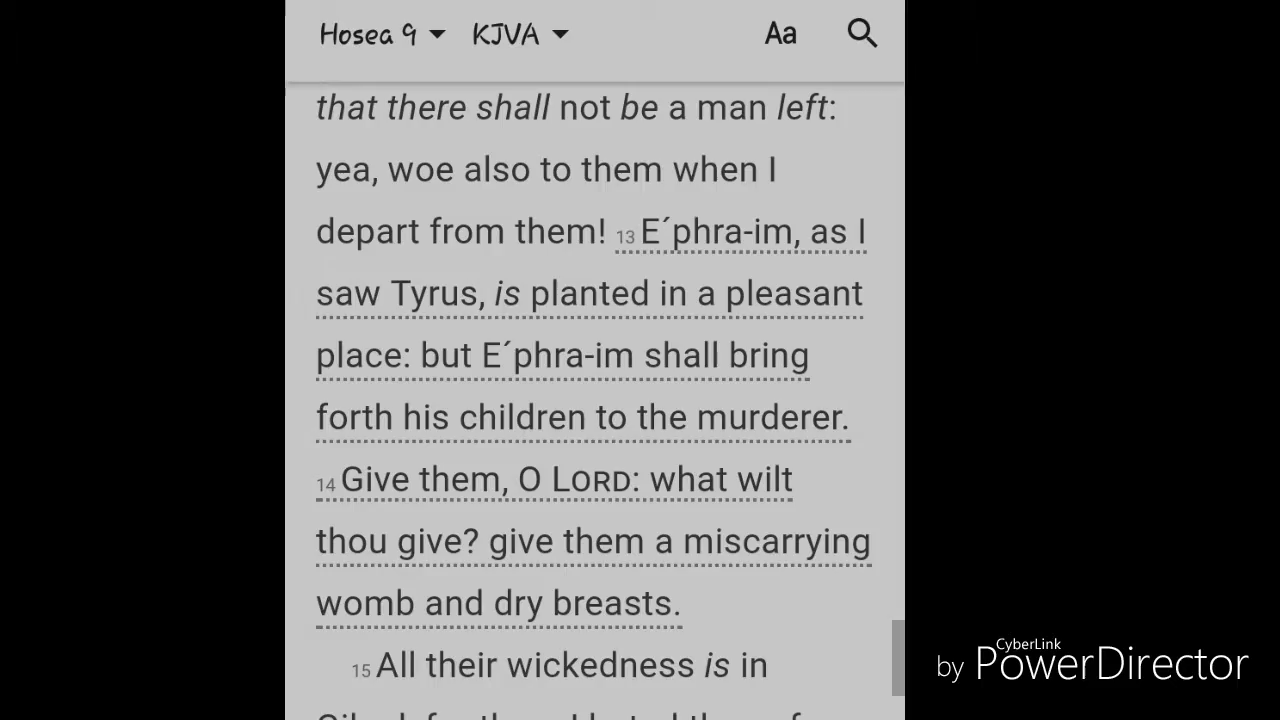 Hosea 9 KJVA Aa
that there shall not be a man left:
yea, woe also to them when I
depart from them! 13 E´phra-im, as I
saw Tyrus, is planted in a pleasant
place: but E´phra-im shall bring
forth his children to the murderer.
14 Give them, O LORD: what wilt
thou give? give them a miscarrying
womb and dry breasts.
15 All their wickedness is in
CyberLink
by PowerDirector